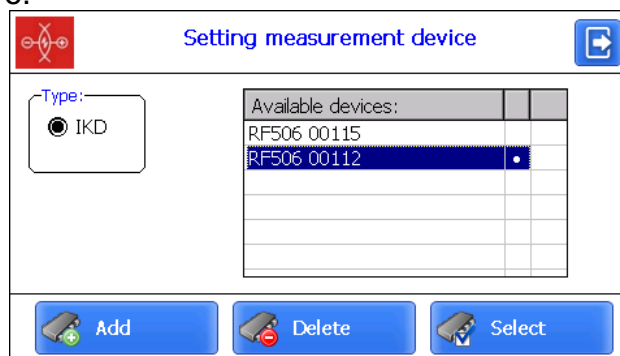 Setting measurement device
Type:
IKD
Available devices:
RF506 00115
RF506 00112
Add
Delete
Select